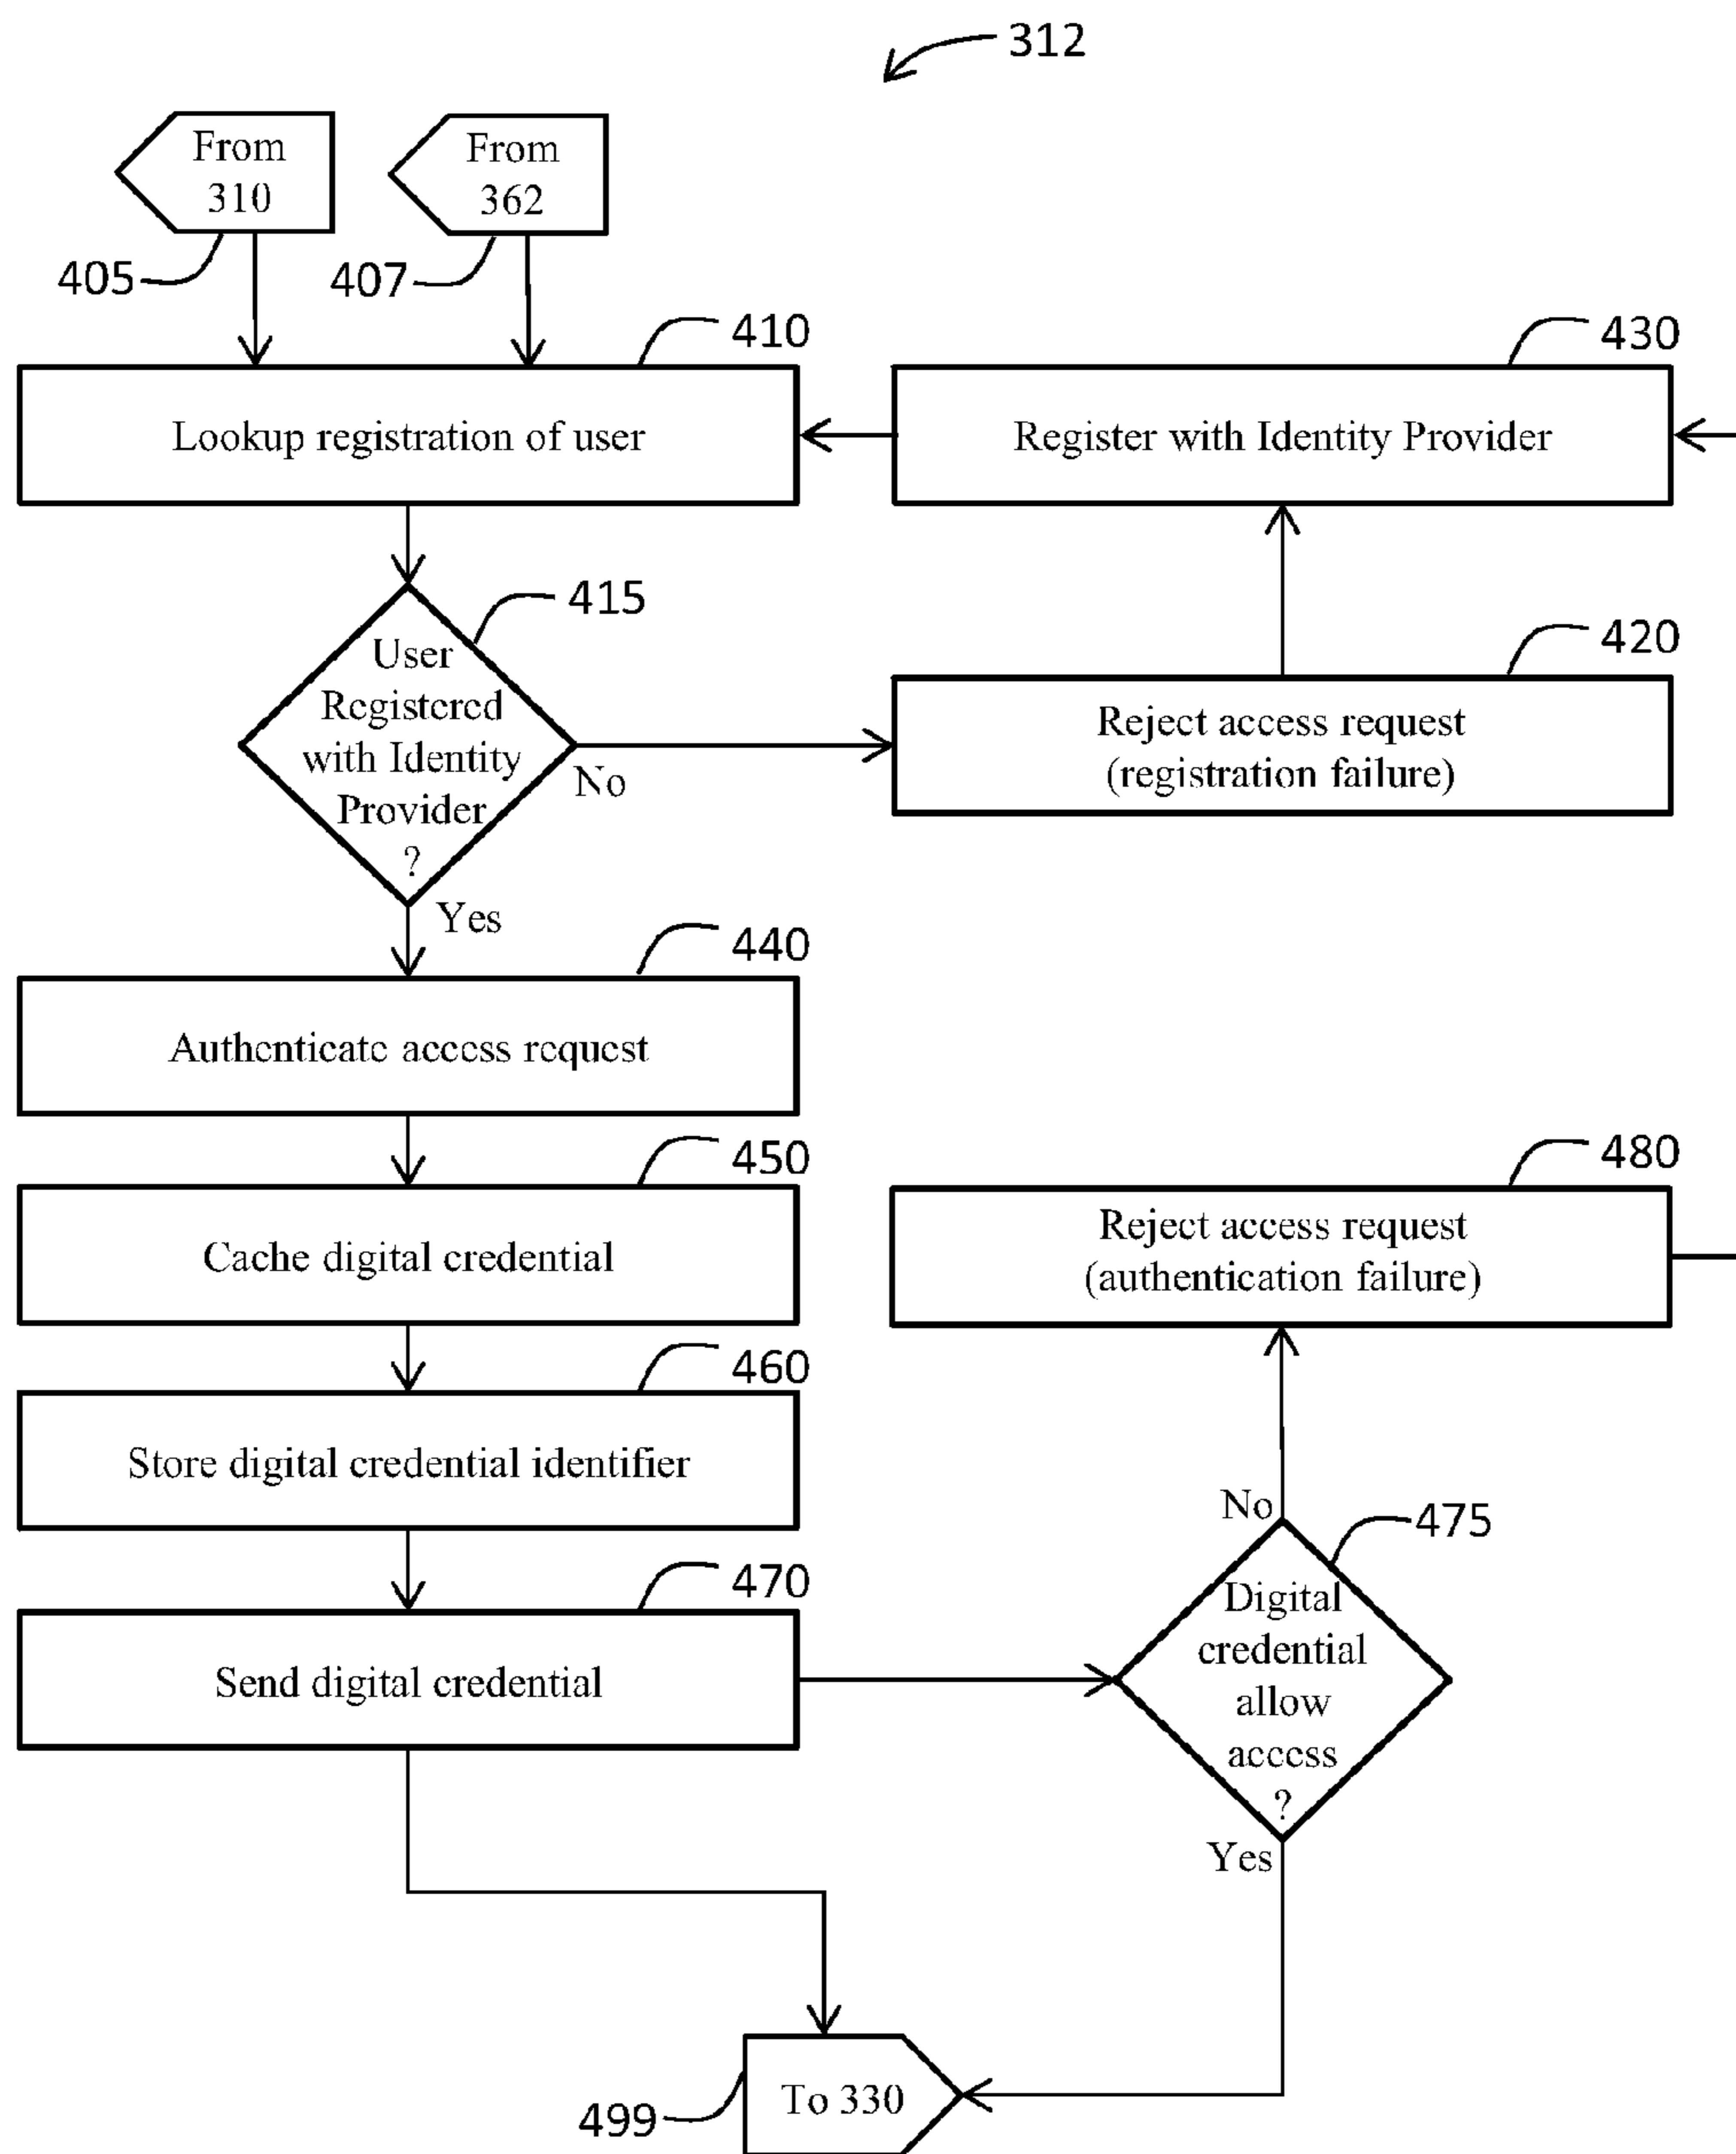 312
From
310
From
362
405
407
410
430
Lookup registration of user
Register with Identity Provider
415
420
User
Registered
with Identity
Provider
?
No
Yes
Reject access request
(registration failure)
440
Authenticate access request
450
480
Cache digital credential
Reject access request
(authentication failure)
460
Store digital credential identifier
No
475
470
Send digital credential
Digital
credential
allow
access
?
Yes
499
To 330